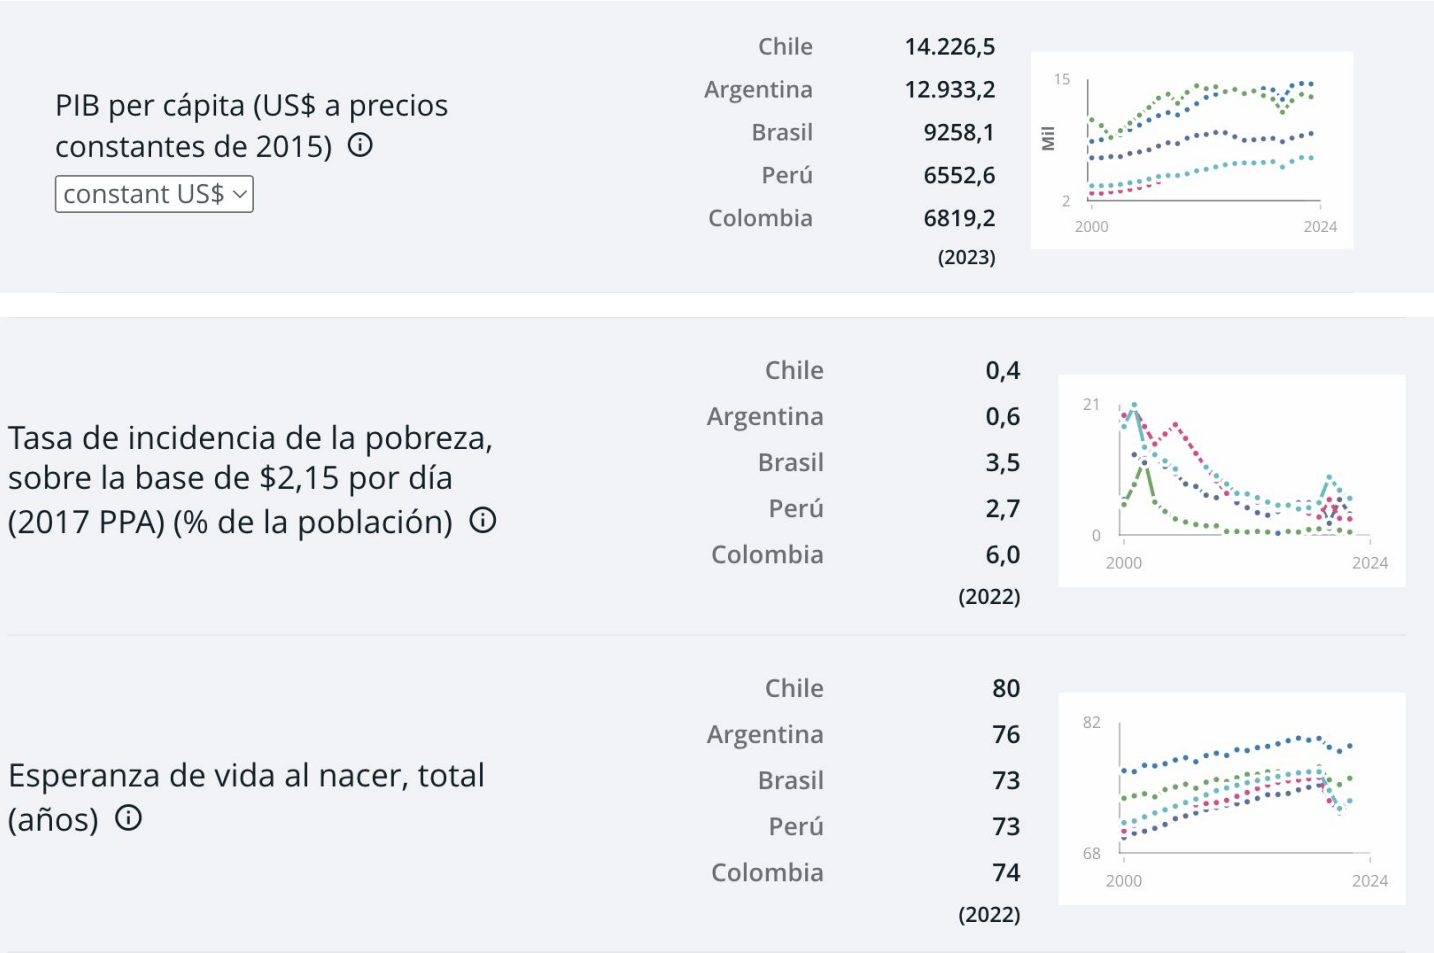 PIB per cápita (US$ a precios
constantes de 2015)
constant US$
Chile 14.226,5
Argentina 12.933,2
Brasil 9258,1
Perú 6552,6
Colombia 6819,2
(2023)
15
Mil
2
2000 2024
Tasa de incidencia de la pobreza,
sobre la base de $2,15 por día
(2017 PPA) (% de la población)
Chile 0,4
Argentina 0,6
Brasil 3,5
Perú 2,7
Colombia 6,0
(2022)
21
0
2000 2024
Esperanza de vida al nacer, total
(años)
Chile 80
Argentina 76
Brasil 73
Perú 73
Colombia 74
(2022)
82
68
2000 2024